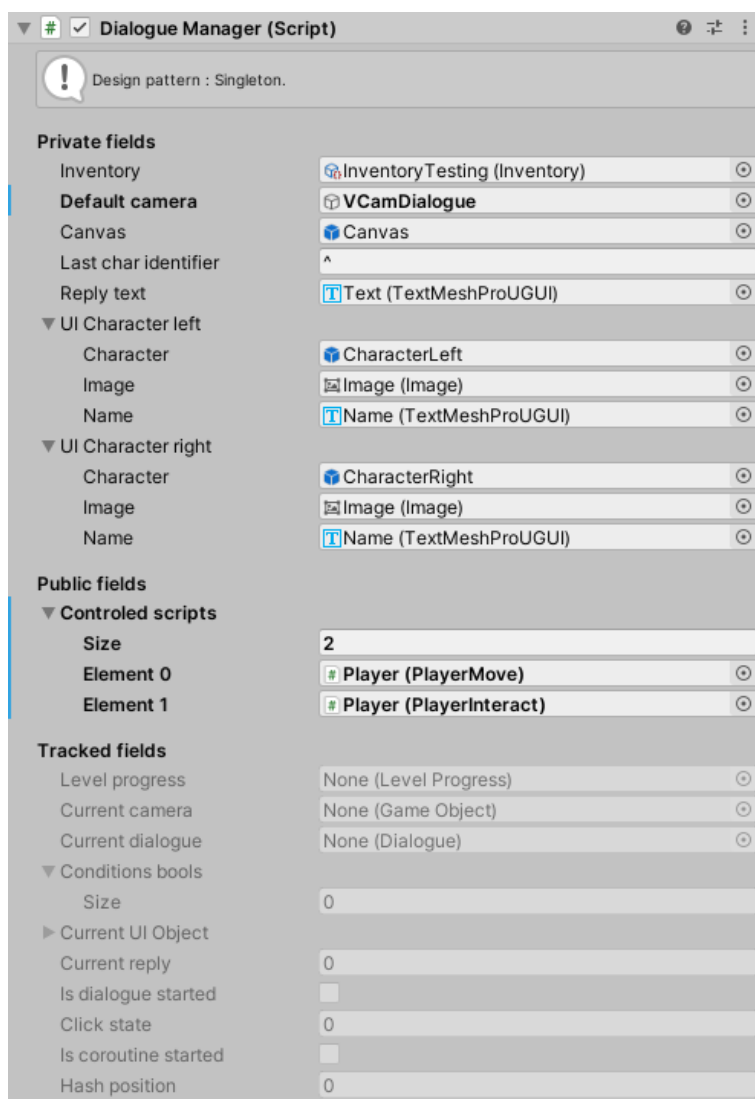 Dialogue Manager (Script)
Design pattern : Singleton.
Private fields
Inventory InventoryTesting (Inventory)
Default camera VCamDialogue
Canvas Canvas
Last char identifier ^
Reply text Text (TextMeshProUGUI)
UI Character left
Character CharacterLeft
Image Image (Image)
Name Name (TextMeshProUGUI)
UI Character right
Character CharacterRight
Image Image (Image)
Name Name (TextMeshProUGUI)
Public fields
Controled scripts
Size 2
Element 0 Player (PlayerMove)
Element 1 Player (PlayerInteract)
Tracked fields
Level progress None (Level Progress)
Current camera None (Game Object)
Current dialogue None (Dialogue)
Conditions bools
Size 0
Current UI Object
Current reply 0
Is dialogue started
Click state 0
Is coroutine started
Hash position 0